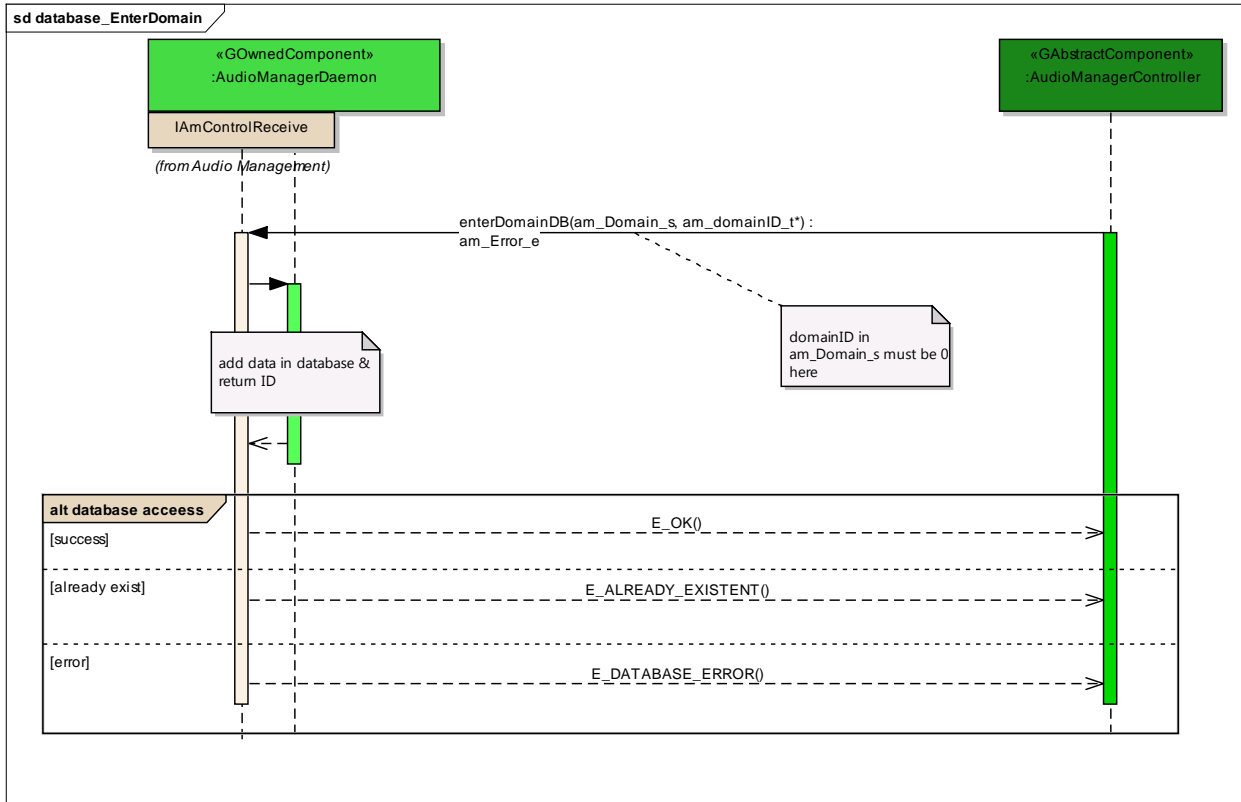 sd database_EnterDomain
«GOwnedComponent»
:AudioManagerDaemon
«GAbstractComponent»
:AudioManagerController
IAmControlReceive
(from Audio Management)
enterDomainDB(am_Domain_s, am_domainID_t*) :
am_Error_e
domainID in
am_Domain_s must be 0
here
add data in database &
return ID
alt database acceess
[success]
E_OK()
[already exist]
E_ALREADY_EXISTENT()
[error]
E_DATABASE_ERROR()